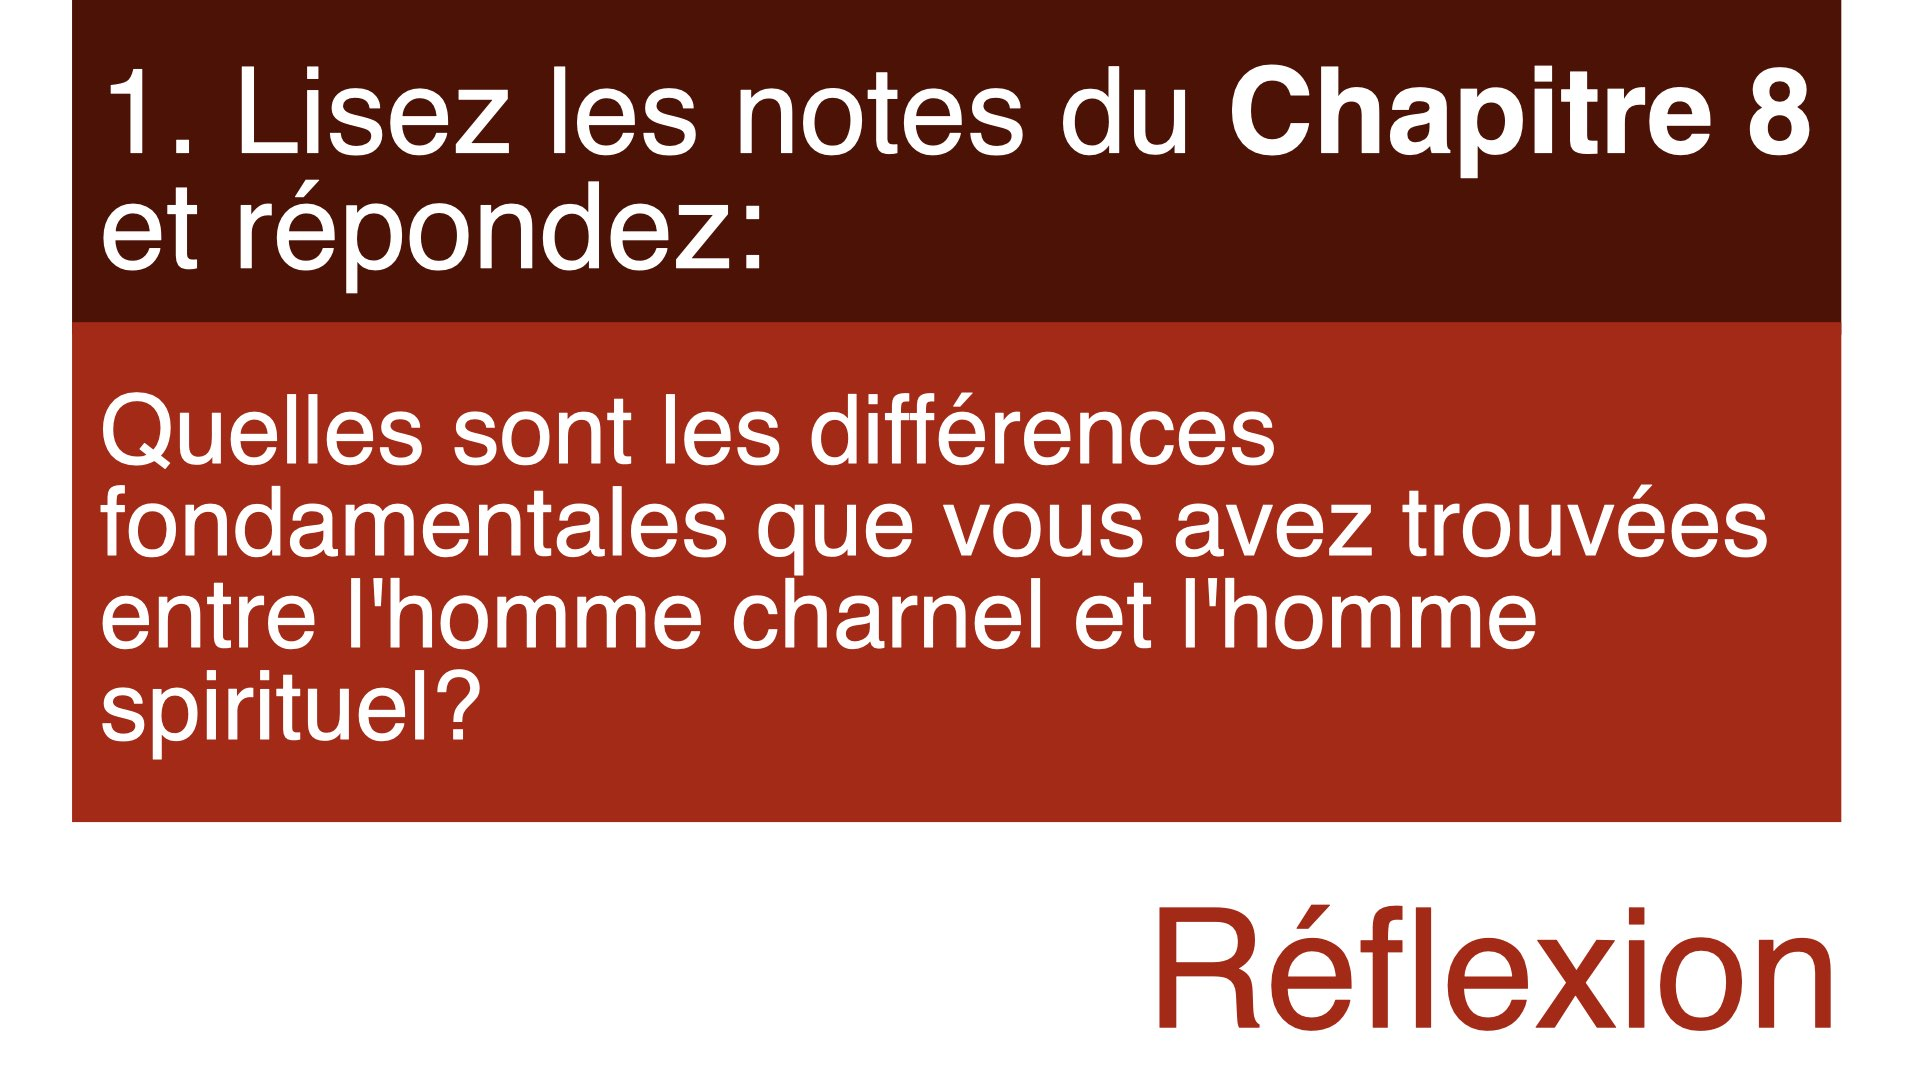 1. Lisez les notes du Chapitre 8
et répondez:
Quelles sont les différences
fondamentales que vous avez trouvées
entre l'homme charnel et l'homme
spirituel?
Réflexion